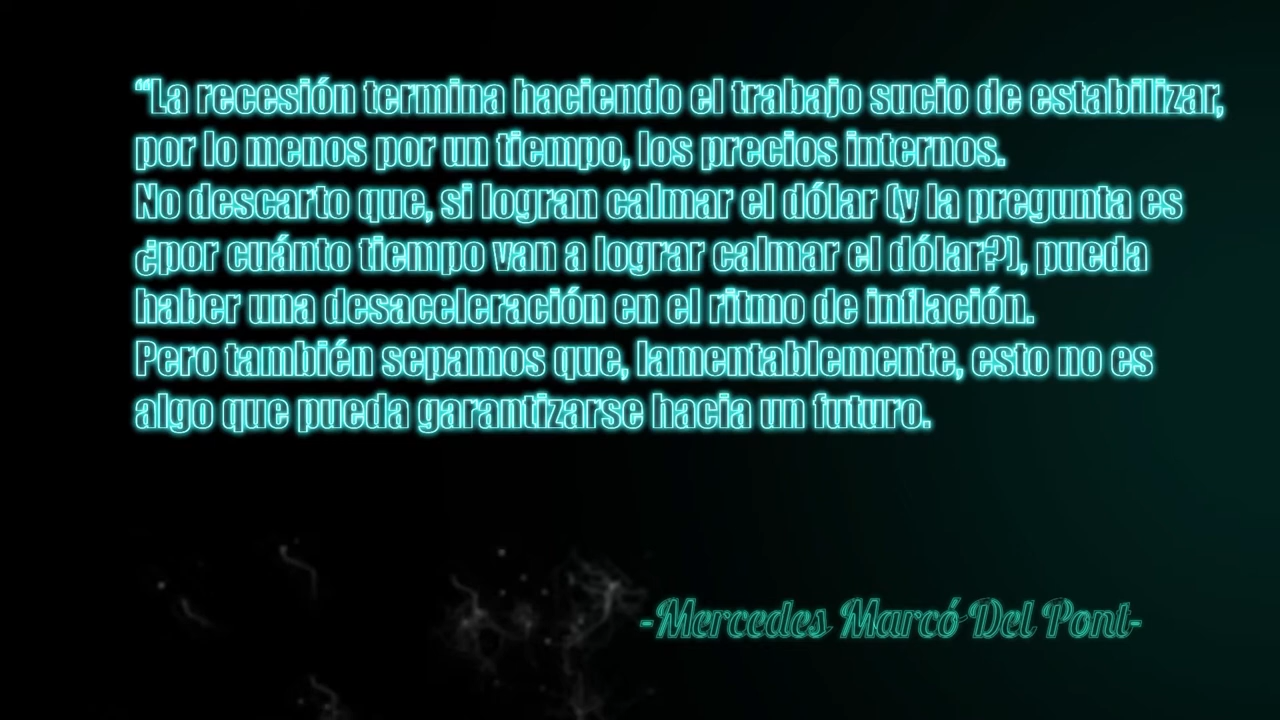 “La recesión termina haciendo el trabajo sucio de estabilizar,
por lo menos por un tiempo, los precios internos.
No descarto que, si logran calmar el dólar (y la pregunta es
¿por cuánto tiempo van a lograr calmar el dólar?), pueda
haber una desaceleración en el ritmo de inflación.
Pero también sepamos que, lamentablemente, esto no es
algo que pueda garantizarse hacia un futuro.
-Mercedes Marcó Del Pont-